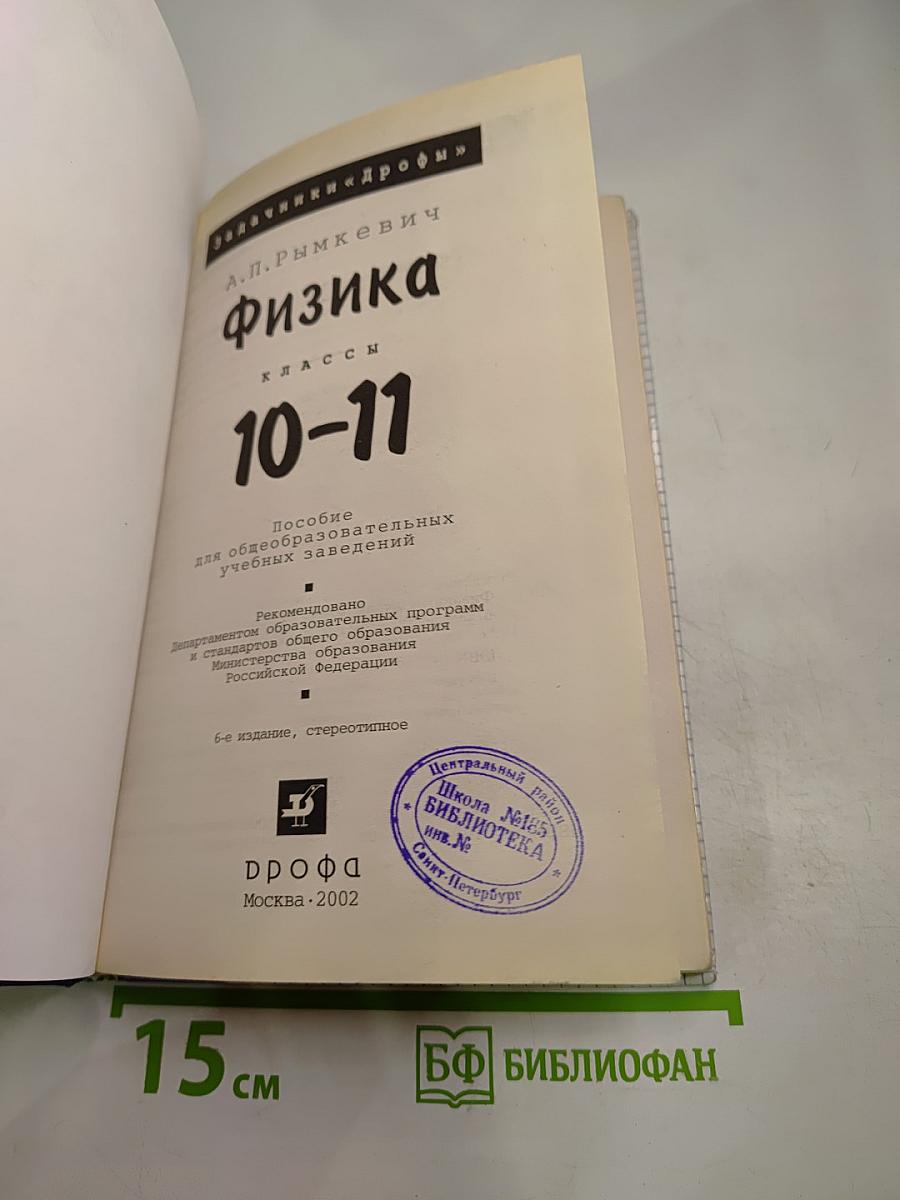 Задачники «Дрофы»
А.П.Рымкевич
Физика
классы
10–11
Пособие
для общеобразовательных
учебных заведений
Рекомендовано
Департаментом образовательных программ
и стандартов общего образования
Министерства образования
Российской Федерации
6-е издание, стереотипное
дрофа
Москва·2002
Центральный район
Школа №185
БИБЛИОТЕКА
инв.№
Санкт-Петербург
15 см
БФ БИБЛИОФАН